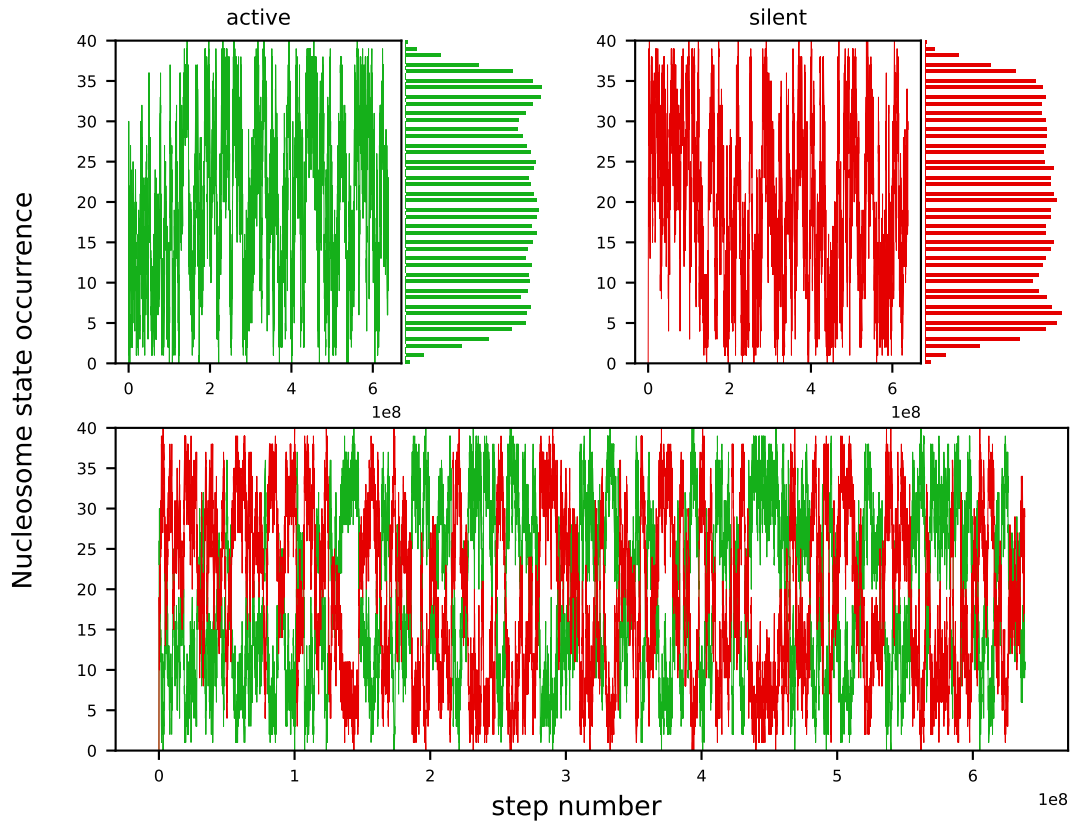 active silent
40 40
35 35
30 30
25 25
20 20
15 15
10 10
5 5
0 0
0 2 4 6 0 2 4 6
1e8 1e8
Nucleosome state occurrence
40
35
30
25
20
15
10
5
0
0 1 2 3 4 5 6
1e8
step number